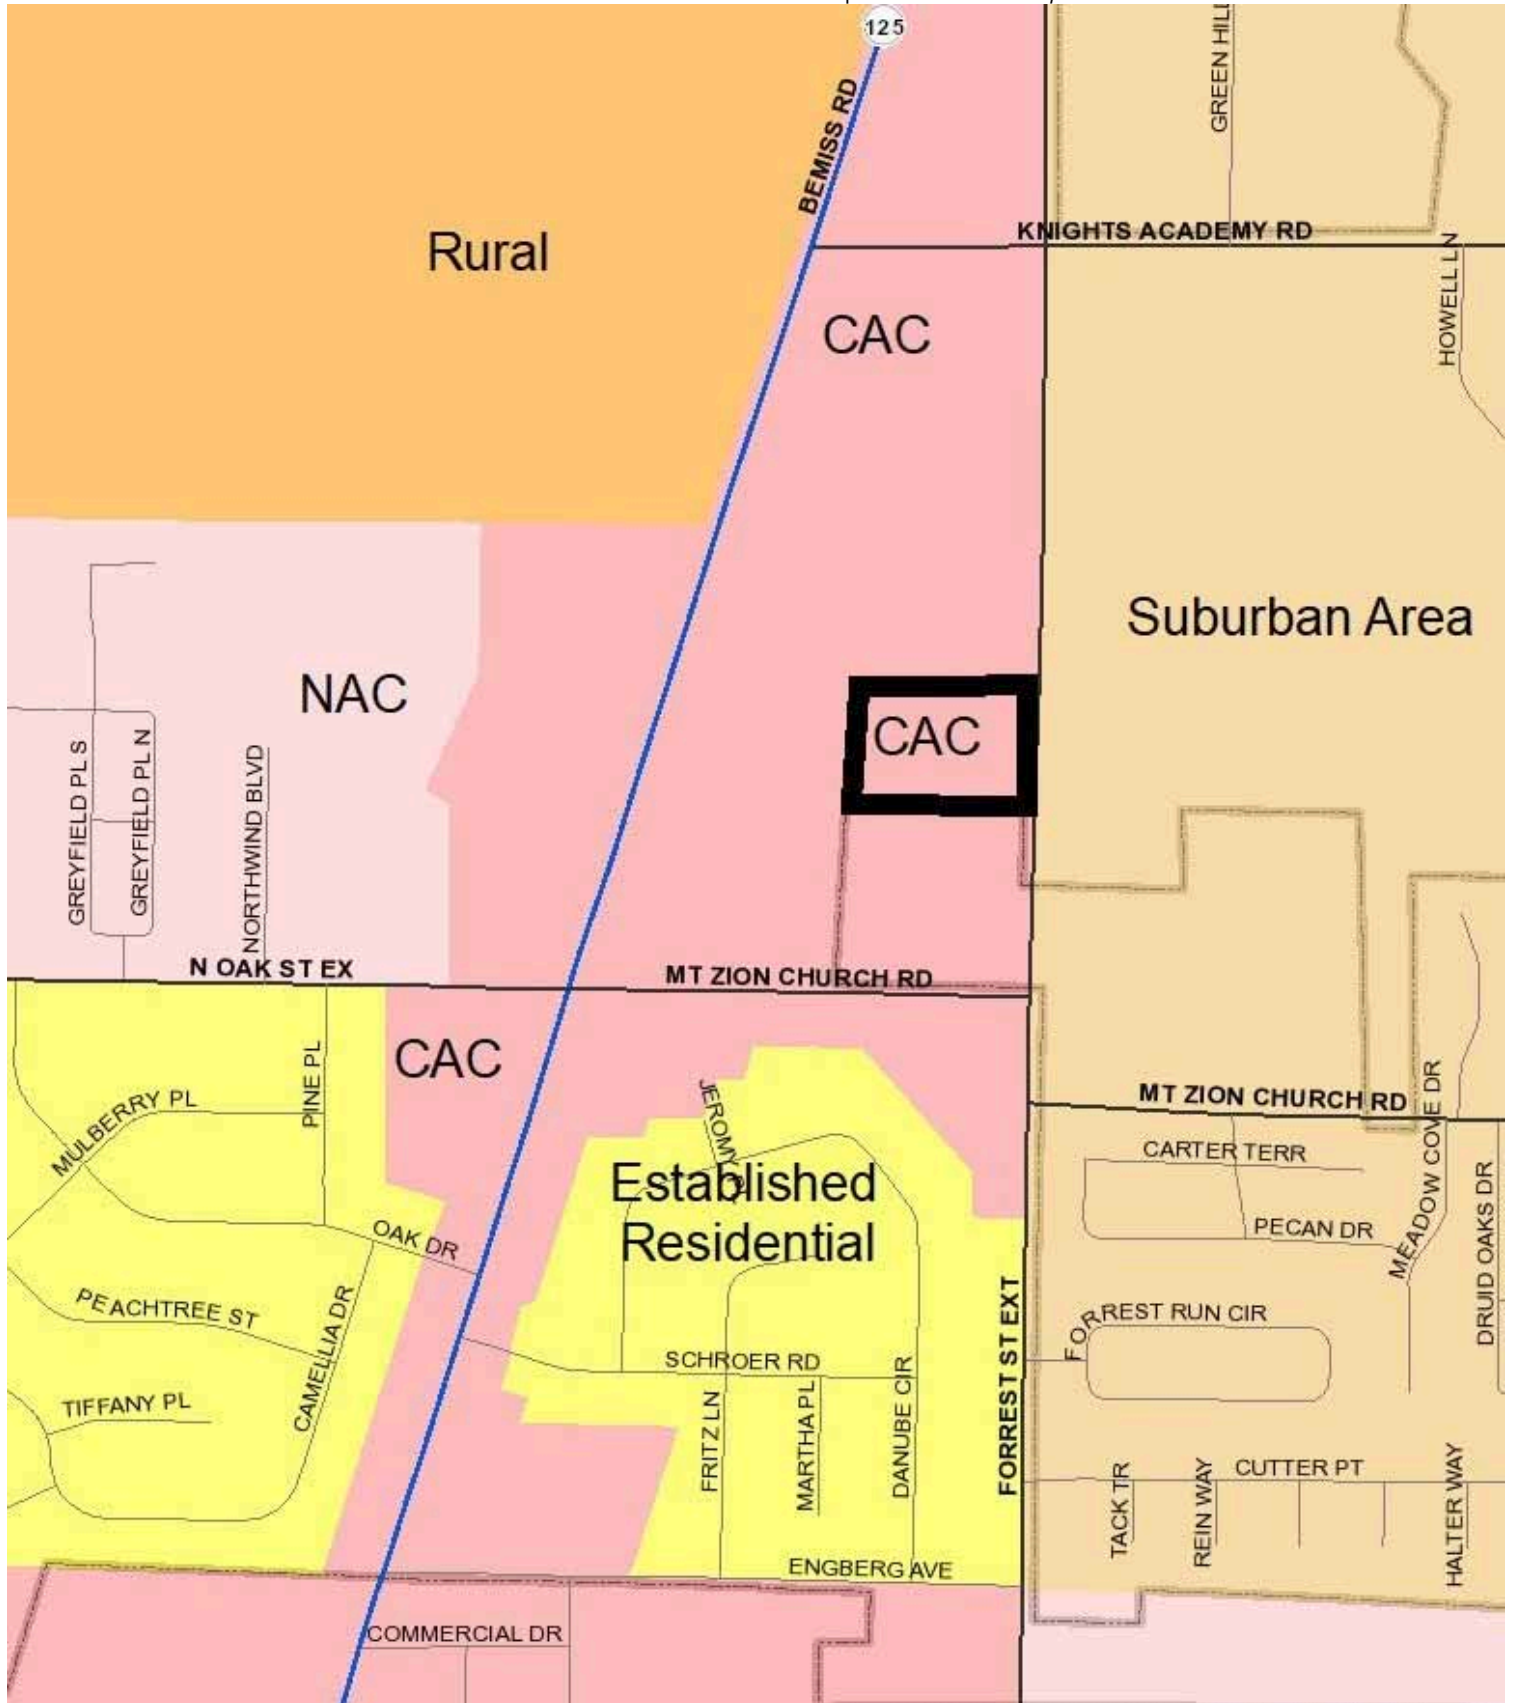 125
GREEN HILL
BEMISS RD
KNIGHTS ACADEMY RD
Rural
HOWELL LN
CAC
Suburban Area
NAC
CAC
GREYFIELD PL S
GREYFIELD PL N
NORTHWIND BLVD
N OAK ST EX
MT ZION CHURCH RD
CAC
PINE PL
MULBERRY PL
JEROMY
MT ZION CHURCH RD
CARTER TERR
MEADOW COVE DR
DRUID OAKS DR
Established
Residential
PECAN DR
OAK DR
PEACHTREE ST
CAMELLIA DR
FORREST ST EXT
FORREST RUN CIR
SCHROER RD
TIFFANY PL
FRITZ LN
MARTHA PL
DANUBE CIR
CUTTER PT
TACK TR
REIN WAY
HALTER WAY
ENGBERG AVE
COMMERCIAL DR